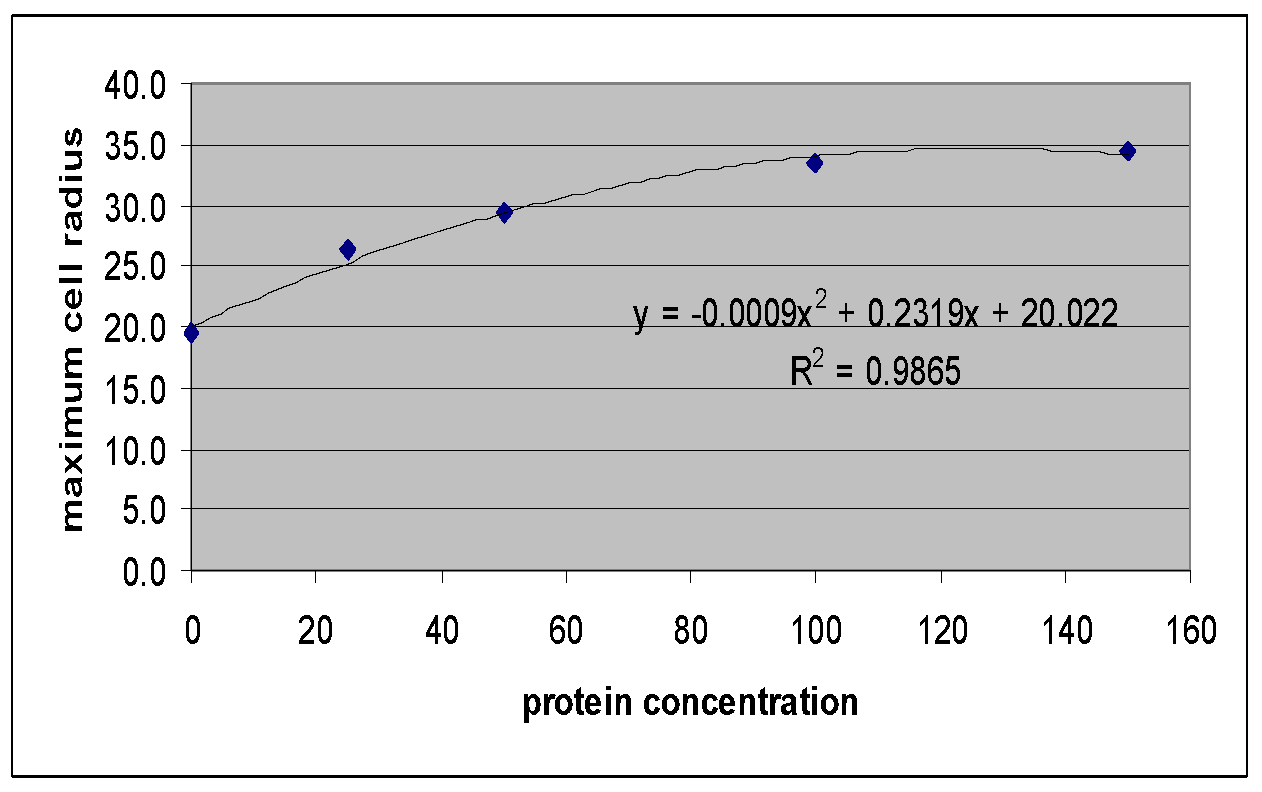 40.0
35.0
30.0
25.0
20.0
15.0
10.0
5.0
0.0
maximum cell radius
y = -0.0009x² + 0.2319x + 20.022
R² = 0.9865
0 20 40 60 80 100 120 140 160
protein concentration